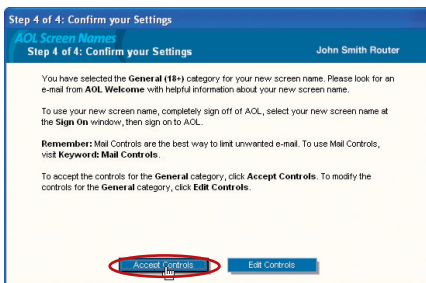 Step 4 of 4: Confirm your Settings
AOL Screen Names
Step 4 of 4: Confirm your Settings
John Smith Router
You have selected the General (18+) category for your new screen name. Please look for an
e-mail from AOL Welcome with helpful information about your new screen name.
To use your new screen name, completely sign off of AOL, select your new screen name at
the Sign On window, then sign on to AOL.
Remember: Mail Controls are the best way to limit unwanted e-mail. To use Mail Controls,
visit Keyword: Mail Controls.
To accept the controls for the General category, click Accept Controls. To modify the
controls for the General category, click Edit Controls.
Accept Controls
Edit Controls